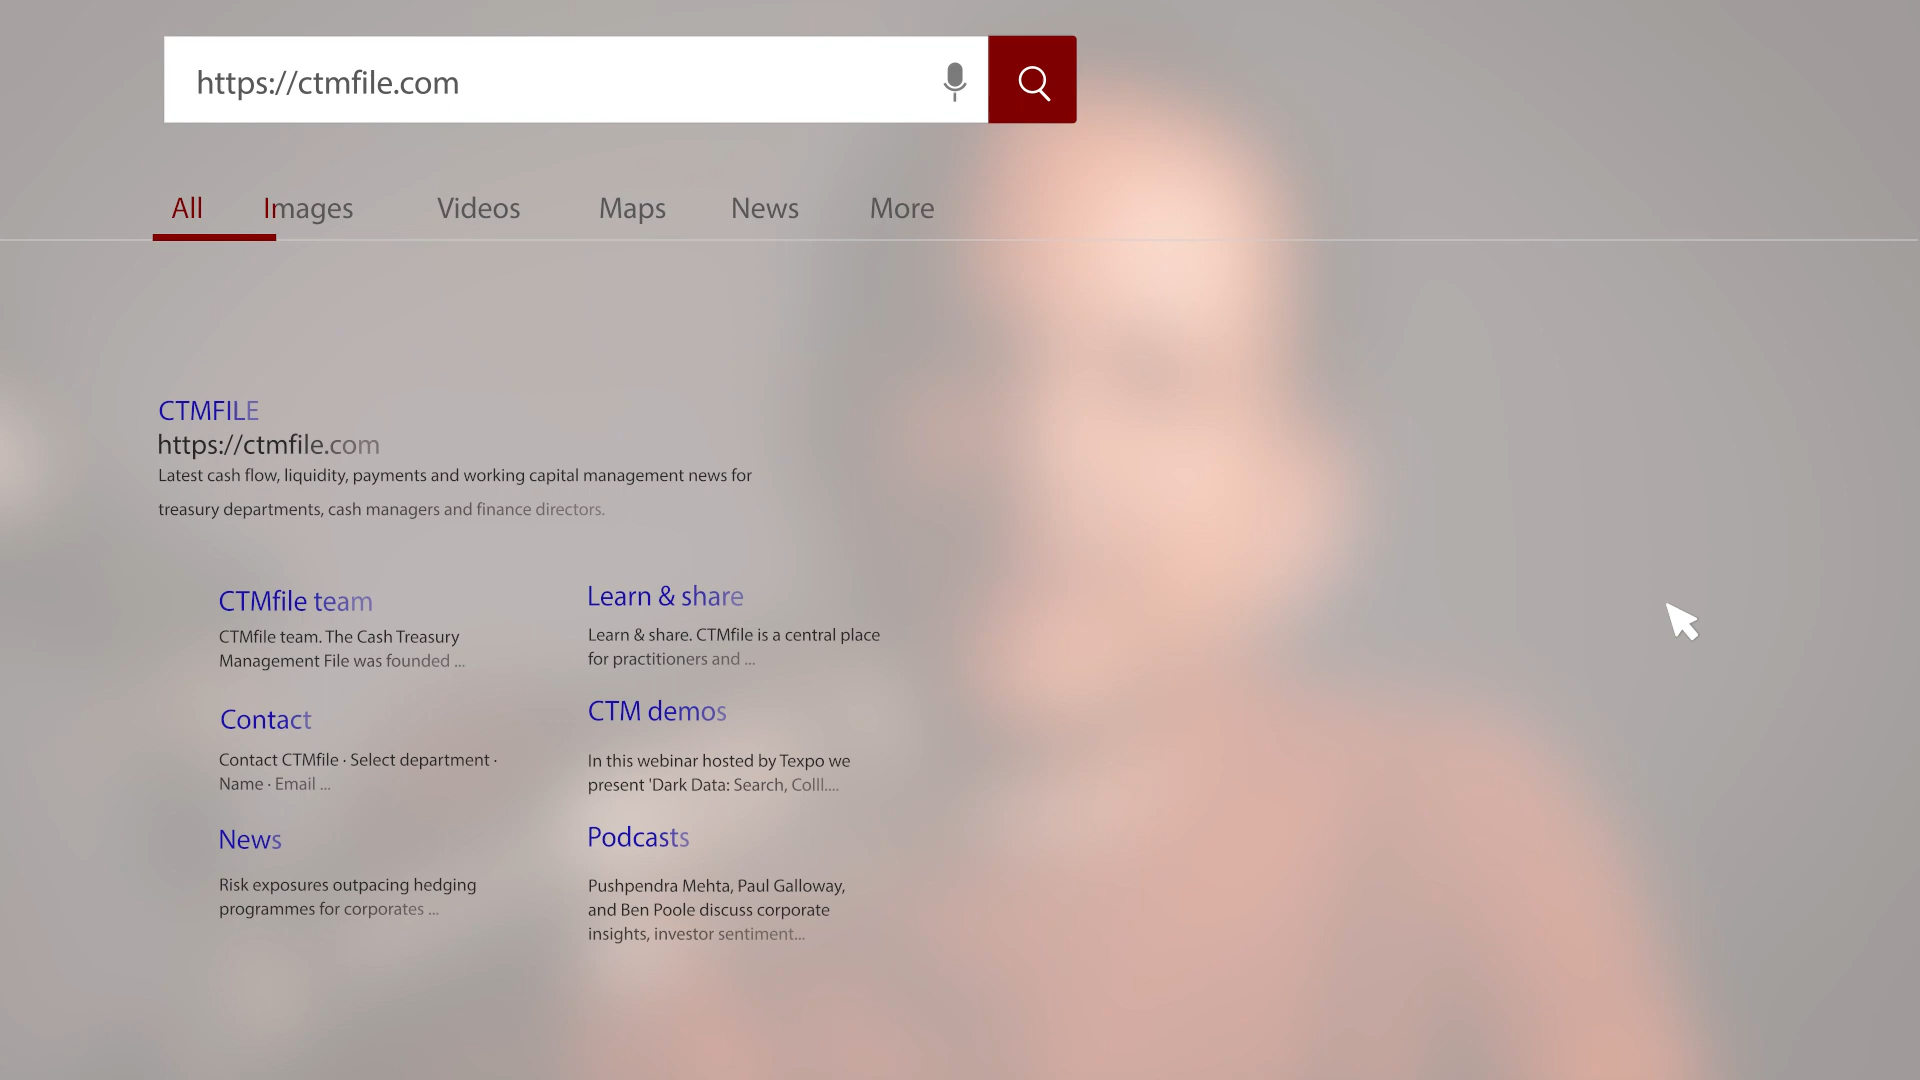 https://ctmfile.com
All Images Videos Maps News More
CTMFILE
https://ctmfile.com
Latest cash flow, liquidity, payments and working capital management news for
treasury departments, cash managers and finance directors.
CTMfile team
CTMfile team. The Cash Treasury
Management File was founded ...
Contact
Contact CTMfile · Select department ·
Name · Email ...
News
Risk exposures outpacing hedging
programmes for corporates ...
Learn & share
Learn & share. CTMfile is a central place
for practitioners and ...
CTM demos
In this webinar hosted by Texpo we
present 'Dark Data: Search, Colll....
Podcasts
Pushpendra Mehta, Paul Galloway,
and Ben Poole discuss corporate
insights, investor sentiment...